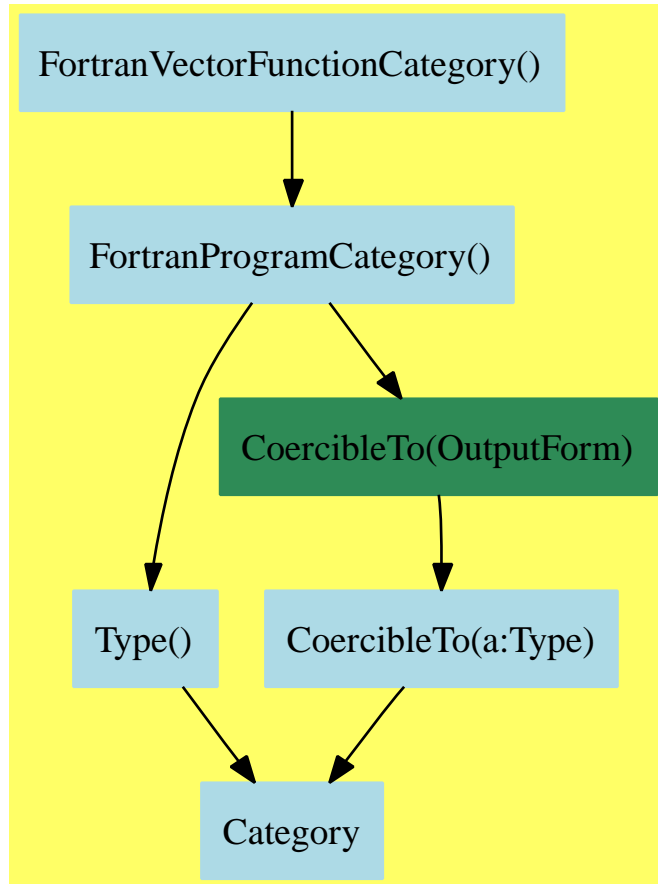 FortranVectorFunctionCategory()
FortranProgramCategory()
CoercibleTo(OutputForm)
Type()
CoercibleTo(a:Type)
Category